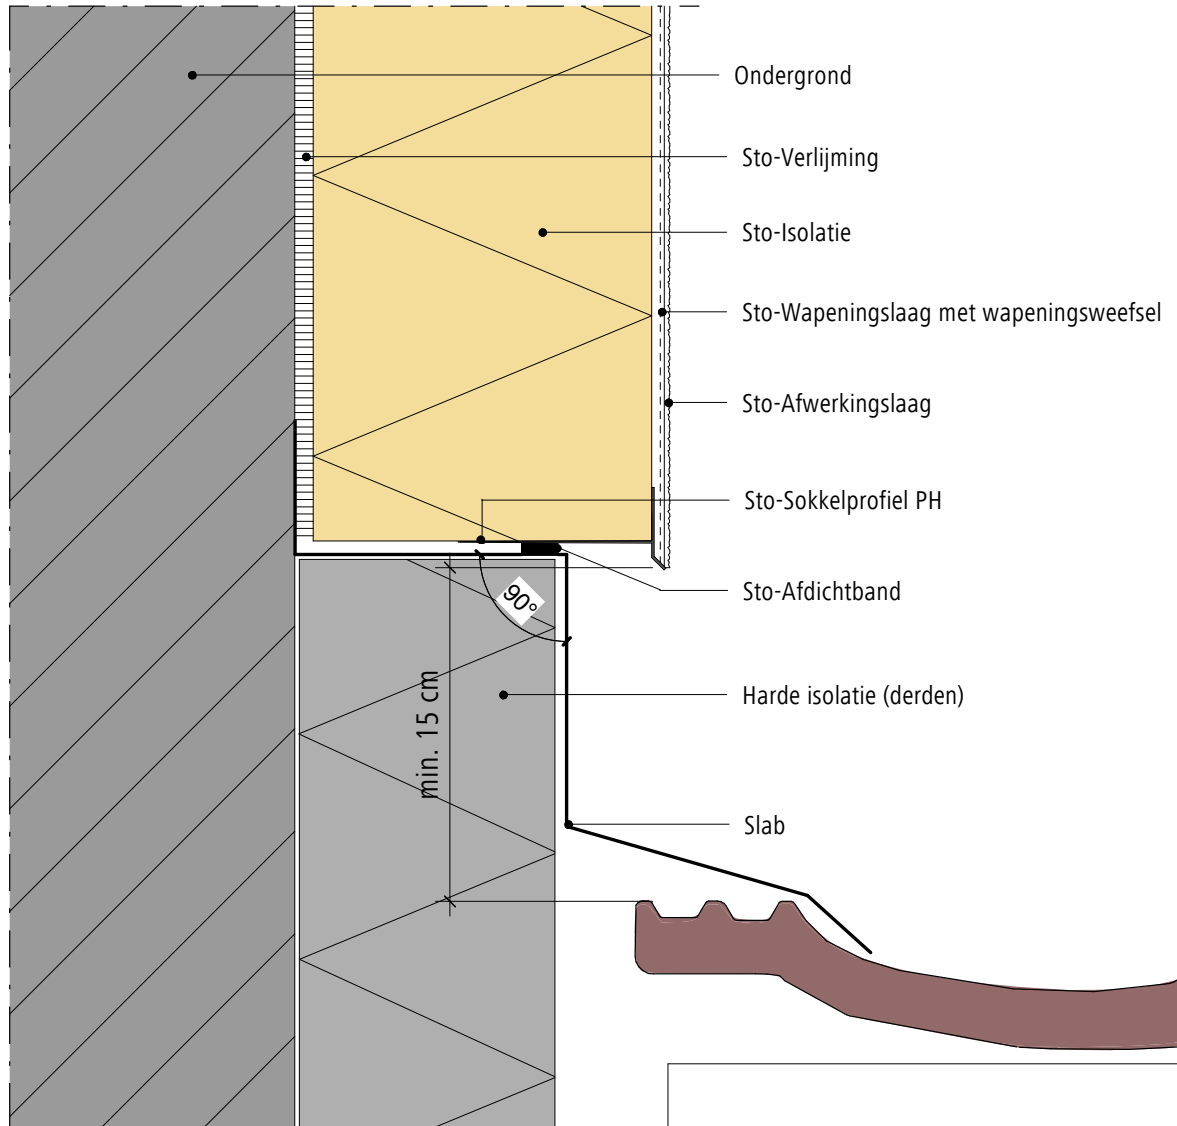 Ondergrond
Sto-Verlijming
Sto-Isolatie
Sto-Wapeningslaag met wapeningsweefsel
Sto-Afwerkingslaag
Sto-Sokkelprofiel PH
Sto-Afdichtband
90°
Harde isolatie (derden)
min. 15 cm
Slab